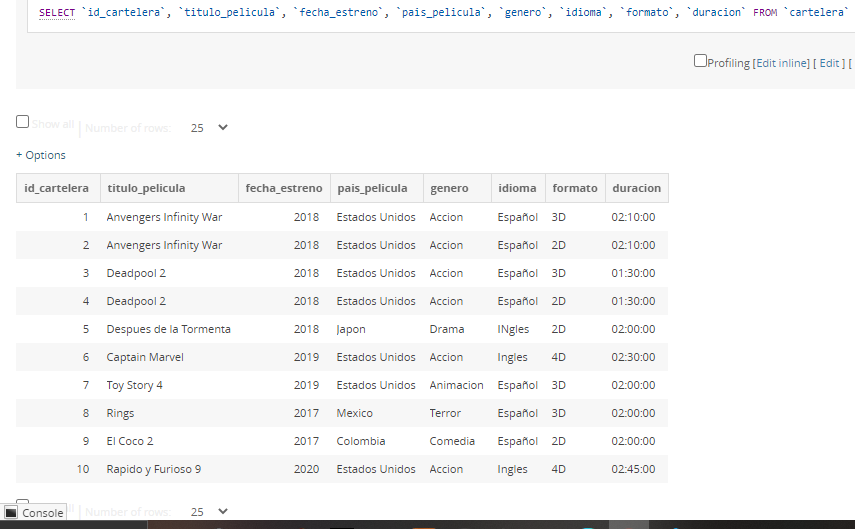 SELECT `id_cartelera`, `titulo_pelicula`, `fecha_estreno`, `pais_pelicula`, `genero`, `idioma`, `formato`, `duracion` FROM `cartelera`
Profiling [Edit inline] [ Edit ] [
Show all | Number of rows: 25
+ Options
id_cartelera titulo_pelicula fecha_estreno pais_pelicula genero idioma formato duracion
1 Anvengers Infinity War 2018 Estados Unidos Accion Español 3D 02:10:00
2 Anvengers Infinity War 2018 Estados Unidos Accion Español 2D 02:10:00
3 Deadpool 2 2018 Estados Unidos Accion Español 3D 01:30:00
4 Deadpool 2 2018 Estados Unidos Accion Español 2D 01:30:00
5 Despues de la Tormenta 2018 Japon Drama INgles 2D 02:00:00
6 Captain Marvel 2019 Estados Unidos Accion Ingles 4D 02:30:00
7 Toy Story 4 2019 Estados Unidos Animacion Español 3D 02:00:00
8 Rings 2017 Mexico Terror Español 3D 02:00:00
9 El Coco 2 2017 Colombia Comedia Español 2D 02:00:00
10 Rapido y Furioso 9 2020 Estados Unidos Accion Ingles 4D 02:45:00
Console | Number of rows: 25